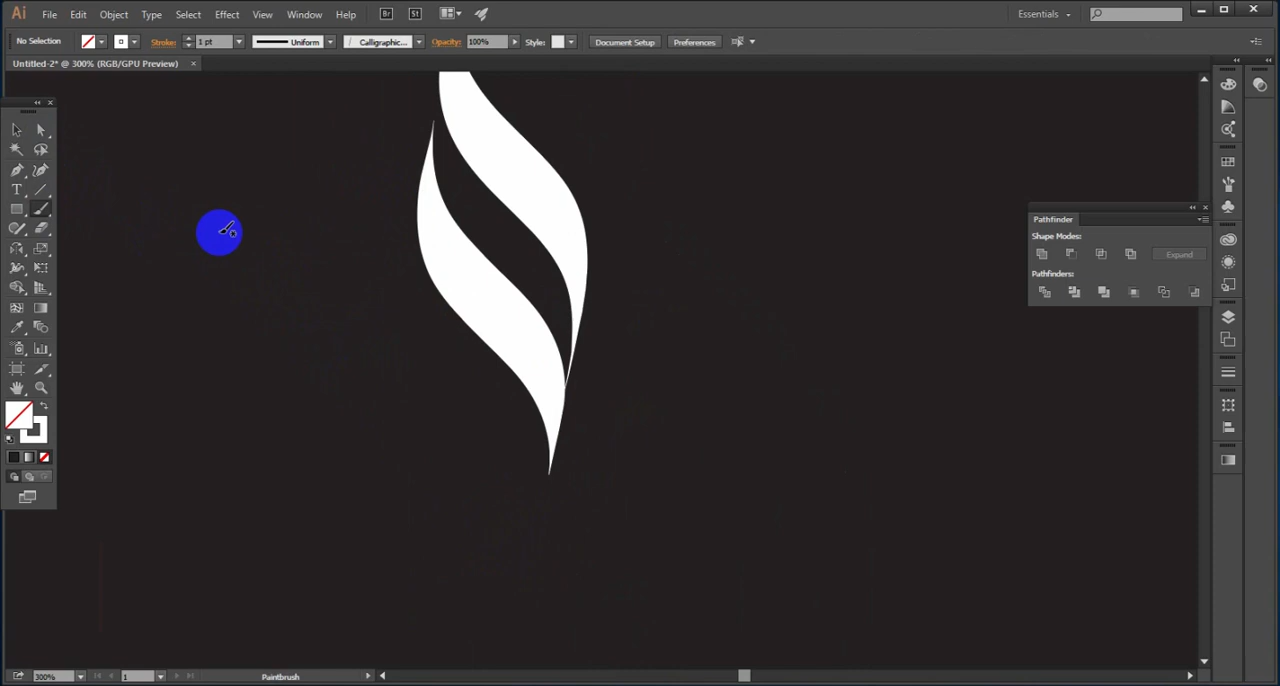 Ai File Edit Object Type Select Effect View Window Help Br St Essentials
No Selection Stroke: 1 pt Uniform Calligraphic... Opacity: 100% Style: Document Setup Preferences
Untitled-2* @ 300% (RGB/GPU Preview) ×
Pathfinder
Shape Modes:
Expand
Pathfinders:
T
300% 1 Paintbrush